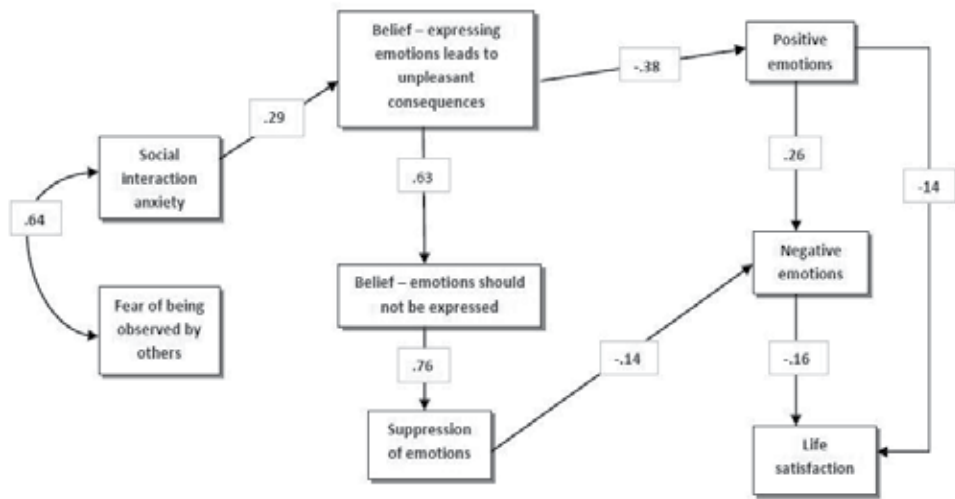 Belief – expressing
emotions leads to
unpleasant
consequences
Positive
emotions
-.38
.29
Social
interaction
anxiety
.63
.26
-14
.64
Negative
emotions
Belief – emotions should
not be expressed
Fear of being
observed by
others
.76
-.14
-.16
Suppression
of emotions
Life
satisfaction